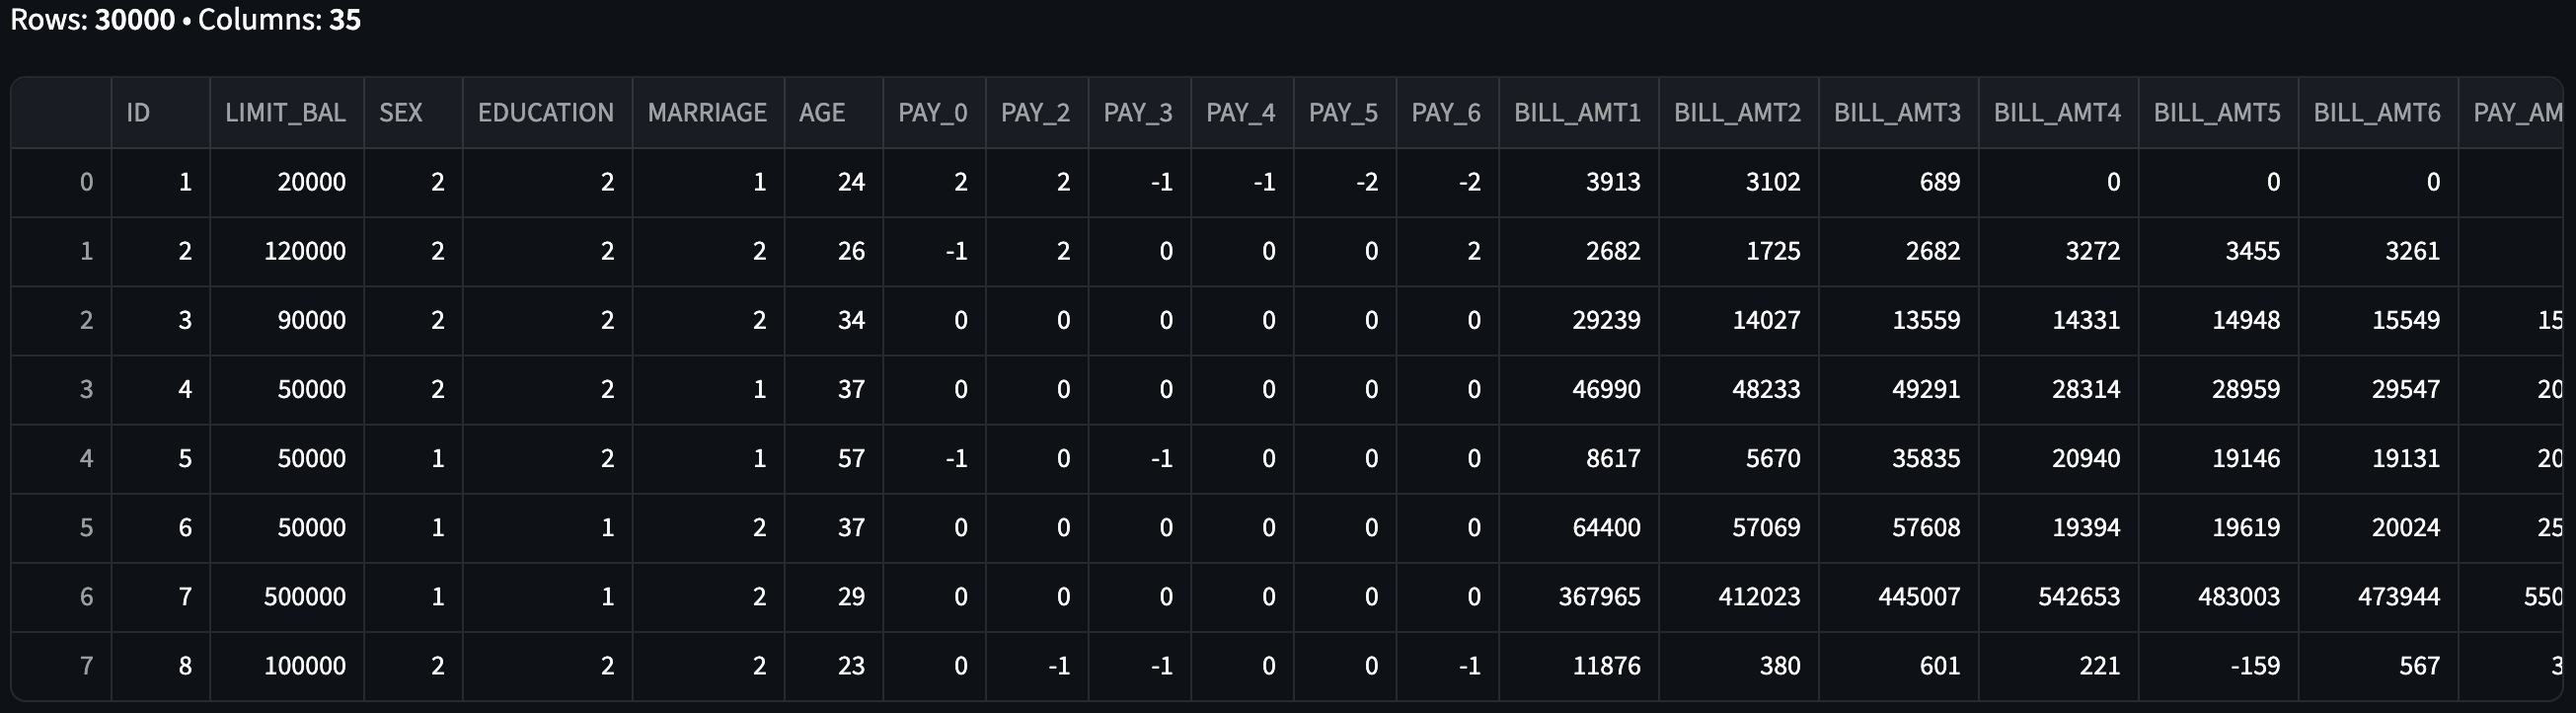 Rows: 30000 • Columns: 35
ID LIMIT_BAL SEX EDUCATION MARRIAGE AGE PAY_0 PAY_2 PAY_3 PAY_4 PAY_5 PAY_6 BILL_AMT1 BILL_AMT2 BILL_AMT3 BILL_AMT4 BILL_AMT5 BILL_AMT6 PAY_AM
0 1 20000 2 2 1 24 2 2 -1 -1 -2 -2 3913 3102 689 0 0 0
1 2 120000 2 2 2 26 -1 2 0 0 0 2 2682 1725 2682 3272 3455 3261
2 3 90000 2 2 2 34 0 0 0 0 0 0 29239 14027 13559 14331 14948 15549 15
3 4 50000 2 2 1 37 0 0 0 0 0 0 46990 48233 49291 28314 28959 29547 20
4 5 50000 1 2 1 57 -1 0 -1 0 0 0 8617 5670 35835 20940 19146 19131 20
5 6 50000 1 1 2 37 0 0 0 0 0 0 64400 57069 57608 19394 19619 20024 25
6 7 500000 1 1 2 29 0 0 0 0 0 0 367965 412023 445007 542653 483003 473944 550
7 8 100000 2 2 2 23 0 -1 -1 0 0 -1 11876 380 601 221 -159 567 3